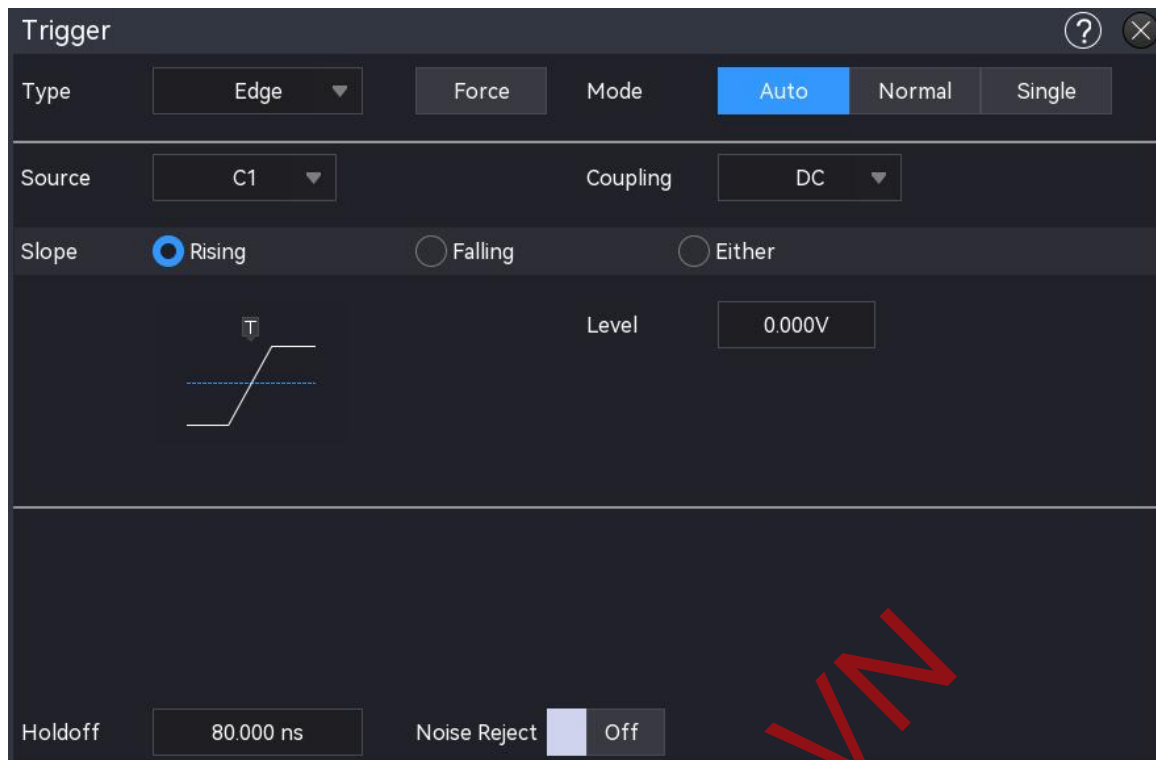 Trigger ?
Type Edge Force Mode Auto Normal Single
Source C1 Coupling DC
Slope Rising Falling Either
T
Level 0.000V
Holdoff 80.000 ns Noise Reject Off
VN